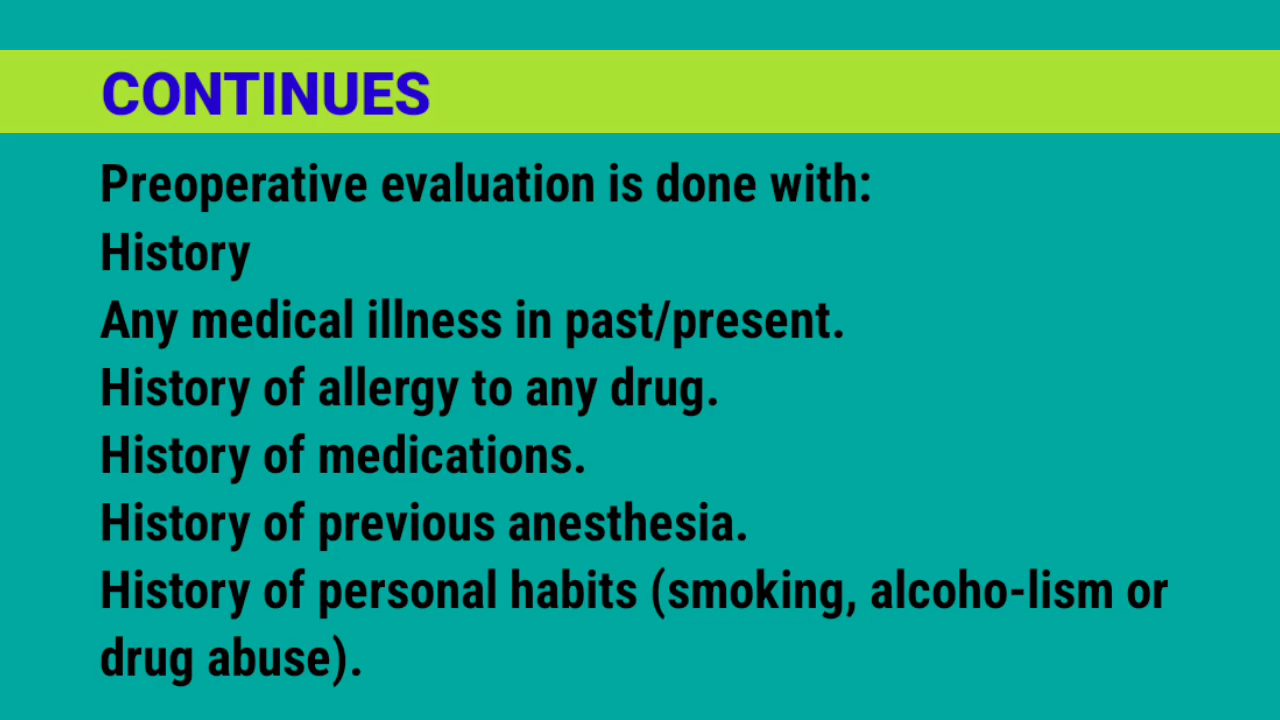 CONTINUES
Preoperative evaluation is done with:
History
Any medical illness in past/present.
History of allergy to any drug.
History of medications.
History of previous anesthesia.
History of personal habits (smoking, alcoho-lism or
drug abuse).